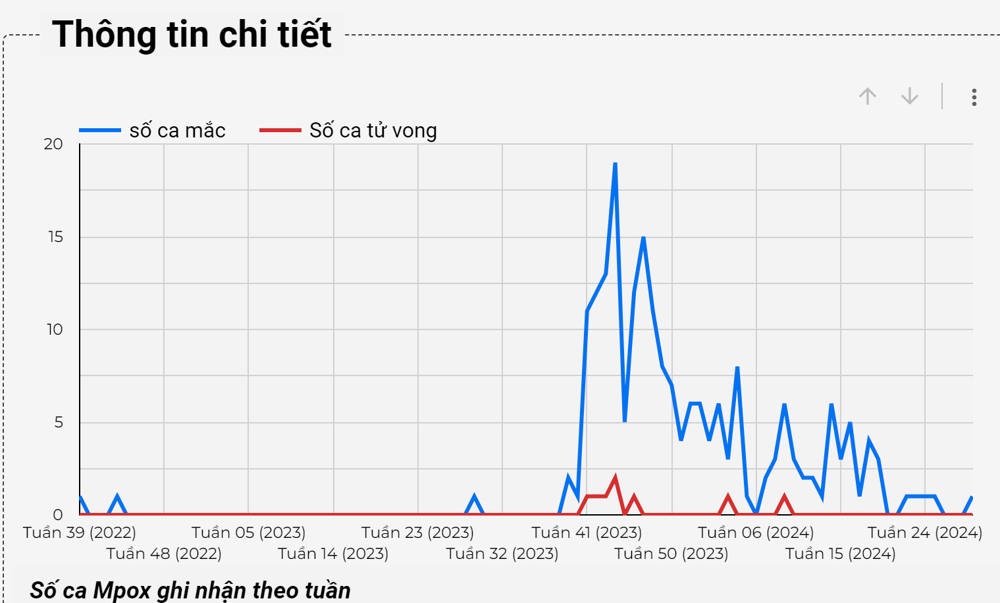 Thông tin chi tiết
số ca mắc Số ca tử vong
20
15
10
5
0
Tuần 39 (2022) Tuần 05 (2023) Tuần 23 (2023) Tuần 41 (2023) Tuần 06 (2024) Tuần 24 (2024)
Tuần 48 (2022) Tuần 14 (2023) Tuần 32 (2023) Tuần 50 (2023) Tuần 15 (2024)
Số ca Mpox ghi nhận theo tuần